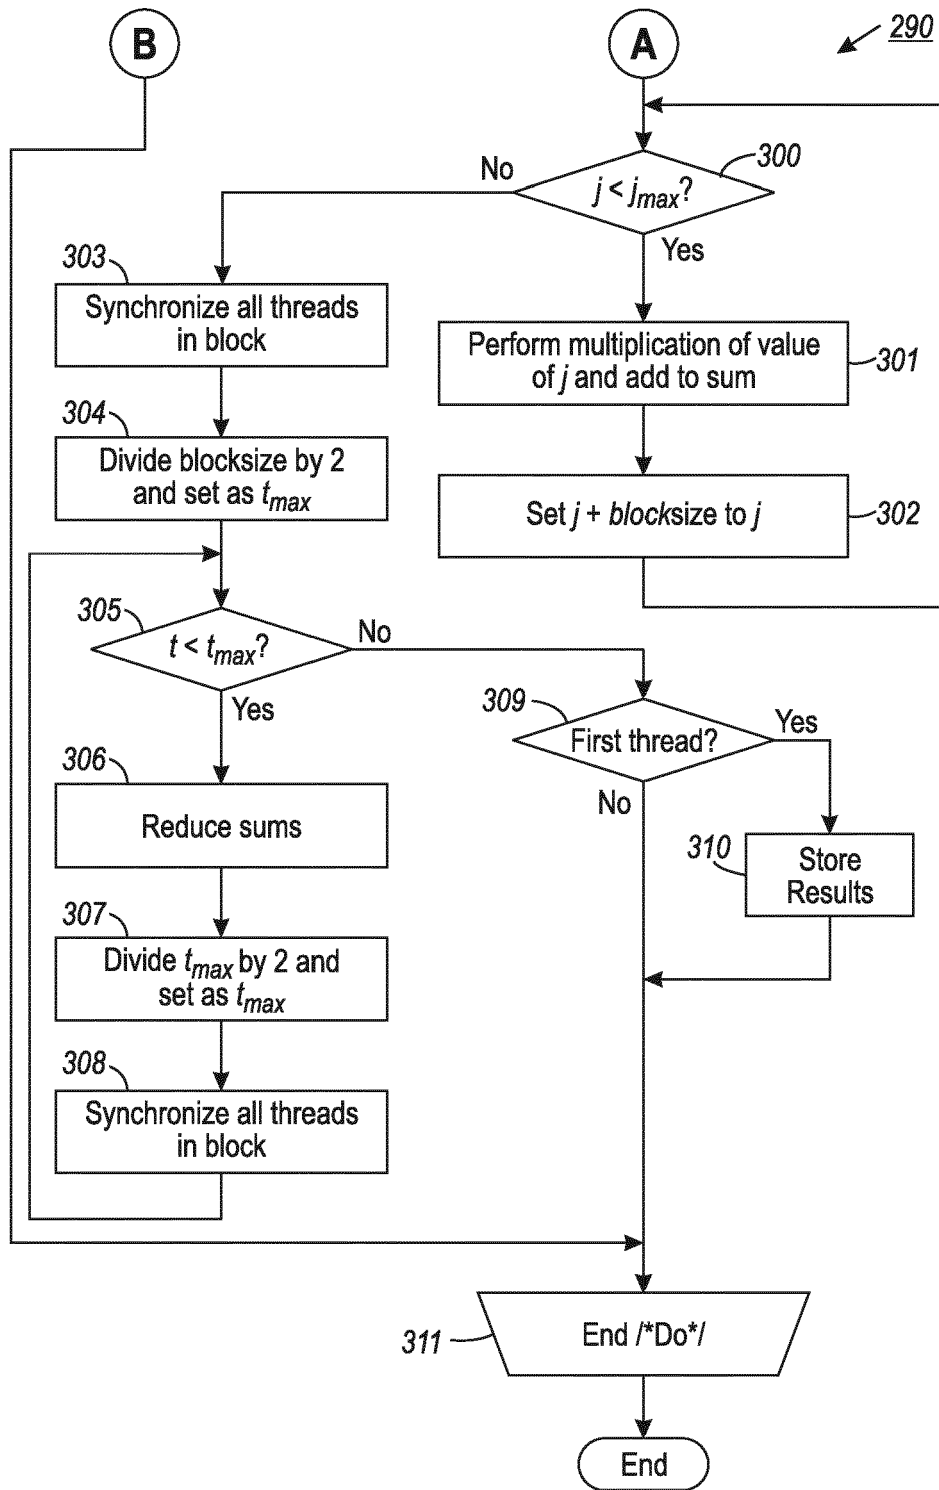 B
A
290
300
No
j < jmax?
Yes
303
Synchronize all threads
in block
Perform multiplication of value
of j and add to sum
301
304
Divide blocksize by 2
and set as tmax
Set j + blocksize to j
302
305
t < tmax?
No
Yes
309
First thread?
Yes
No
306
Reduce sums
310
Store
Results
307
Divide tmax by 2 and
set as tmax
308
Synchronize all threads
in block
311
End /*Do*/
End